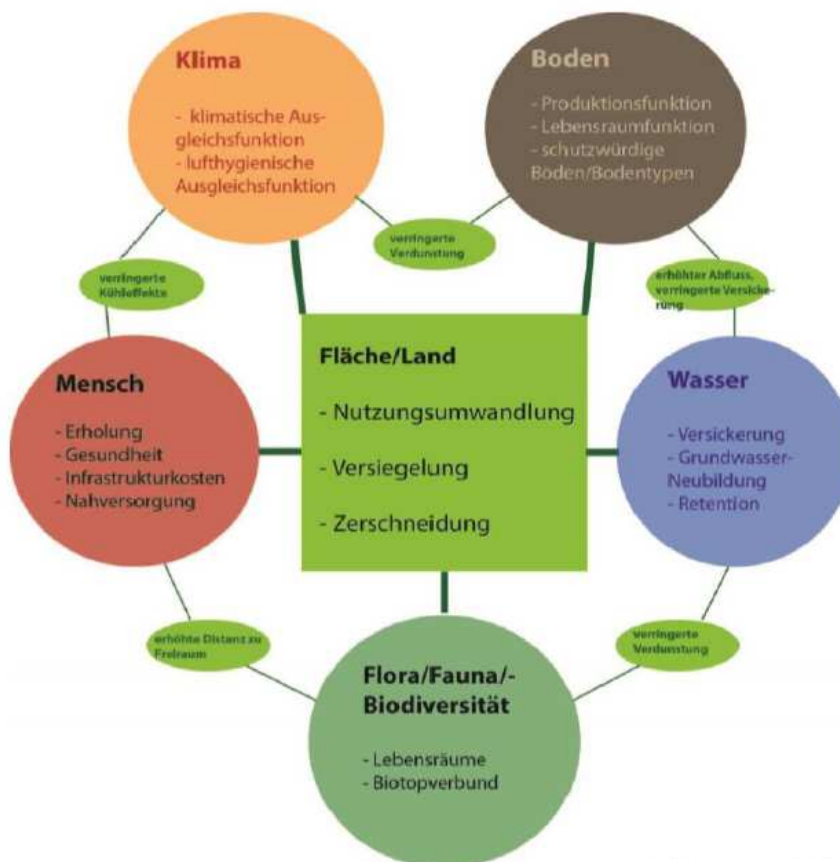 Klima
- klimatische Aus-
gleichsfunktion
- lufthygienische
Ausgleichsfunktion
Boden
- Produktionsfunktion
- Lebensraumfunktion
- schutzwürdige
Böden/Bodentypen
verringerte
Verdunstung
verringerte
Kühleffekte
erhöhter Abfluss,
verringerte Versicke-
rung
Mensch
- Erholung
- Gesundheit
- Infrastrukturkosten
- Nahversorgung
Fläche/Land
- Nutzungsumwandlung
- Versiegelung
- Zerschneidung
Wasser
- Versickerung
- Grundwasser-
Neubildung
- Retention
erhöhte Distanz zu
Freiraum
verringerte
Verdunstung
Flora/Fauna/-
Biodiversität
- Lebensräume
- Biotopverbund